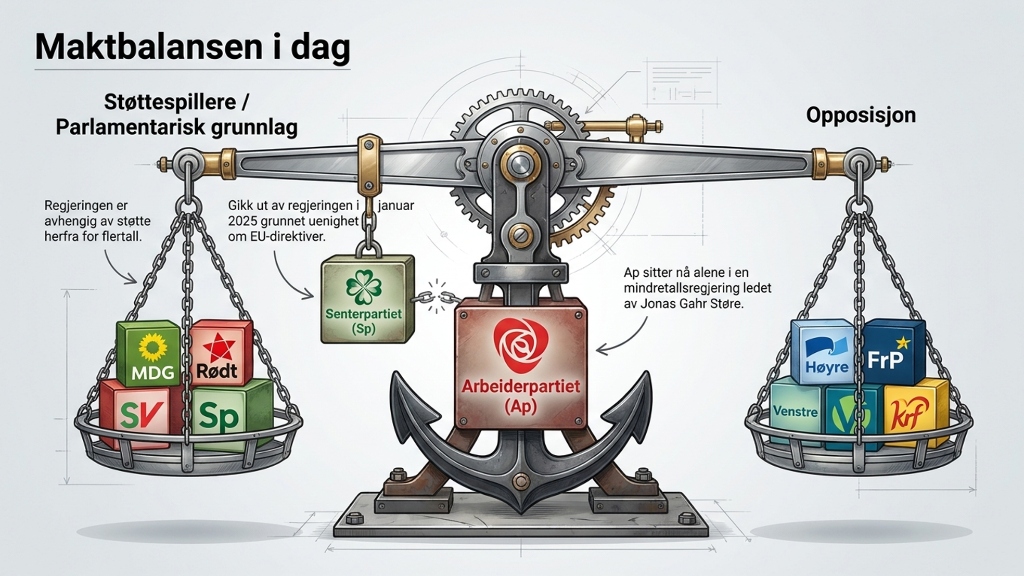 Maktbalansen i dag
Støttespillere /
Parlamentarisk grunnlag
Opposisjon
Regjeringen er
avhengig av støtte
herfra for flertall.
Gikk ut av regjeringen i januar
2025 grunnet uenighet
om EU-direktiver.
Ap sitter nå alene i en
mindretallsregjering ledet
av Jonas Gahr Støre.
Senterpartiet
(Sp)
Arbeiderpartiet
(Ap)
MDG
Rødt
SV
Sp
Høyre
FrP
Venstre
V
krf